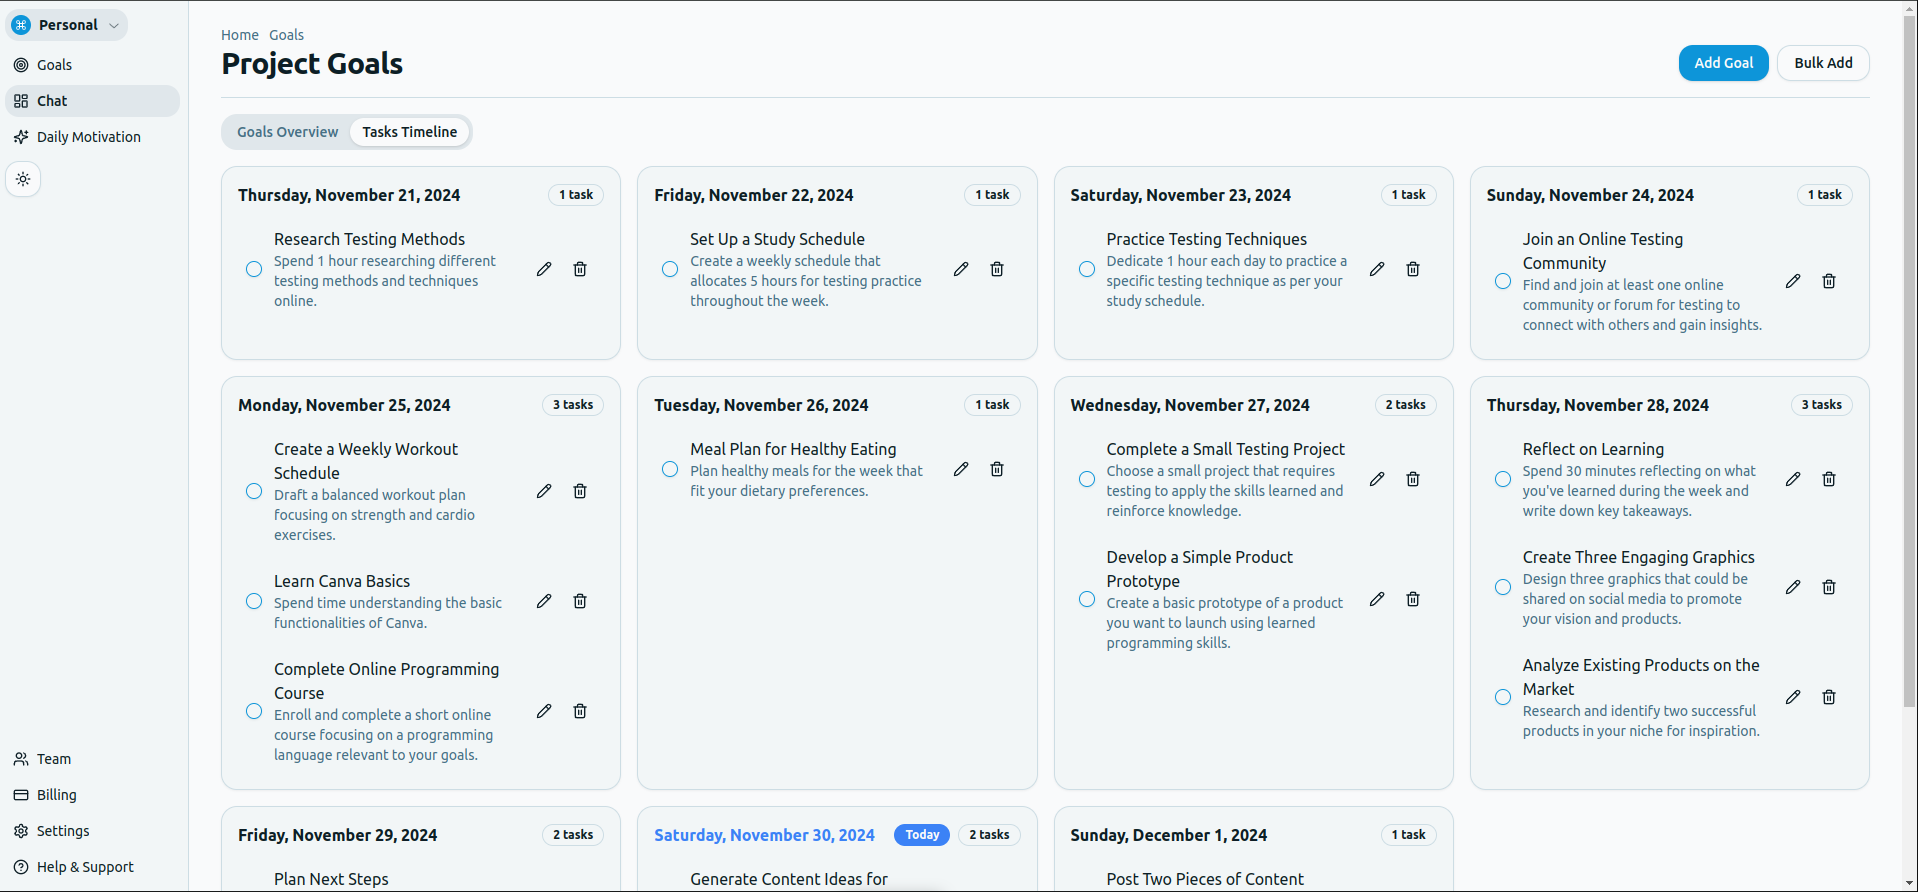 Personal
Goals
Chat
Daily Motivation
Team
Billing
Settings
Help & Support
Home Goals
Project Goals
Add Goal
Bulk Add
Goals Overview
Tasks Timeline
Thursday, November 21, 2024
1 task
Research Testing Methods
Spend 1 hour researching different
testing methods and techniques
online.
Friday, November 22, 2024
1 task
Set Up a Study Schedule
Create a weekly schedule that
allocates 5 hours for testing practice
throughout the week.
Saturday, November 23, 2024
1 task
Practice Testing Techniques
Dedicate 1 hour each day to practice a
specific testing technique as per your
study schedule.
Sunday, November 24, 2024
1 task
Join an Online Testing
Community
Find and join at least one online
community or forum for testing to
connect with others and gain insights.
Monday, November 25, 2024
3 tasks
Create a Weekly Workout
Schedule
Draft a balanced workout plan
focusing on strength and cardio
exercises.
Learn Canva Basics
Spend time understanding the basic
functionalities of Canva.
Complete Online Programming
Course
Enroll and complete a short online
course focusing on a programming
language relevant to your goals.
Tuesday, November 26, 2024
1 task
Meal Plan for Healthy Eating
Plan healthy meals for the week that
fit your dietary preferences.
Wednesday, November 27, 2024
2 tasks
Complete a Small Testing Project
Choose a small project that requires
testing to apply the skills learned and
reinforce knowledge.
Develop a Simple Product
Prototype
Create a basic prototype of a product
you want to launch using learned
programming skills.
Thursday, November 28, 2024
3 tasks
Reflect on Learning
Spend 30 minutes reflecting on what
you've learned during the week and
write down key takeaways.
Create Three Engaging Graphics
Design three graphics that could be
shared on social media to promote
your vision and products.
Analyze Existing Products on the
Market
Research and identify two successful
products in your niche for inspiration.
Friday, November 29, 2024
2 tasks
Plan Next Steps
Saturday, November 30, 2024
Today
2 tasks
Generate Content Ideas for
Sunday, December 1, 2024
1 task
Post Two Pieces of Content